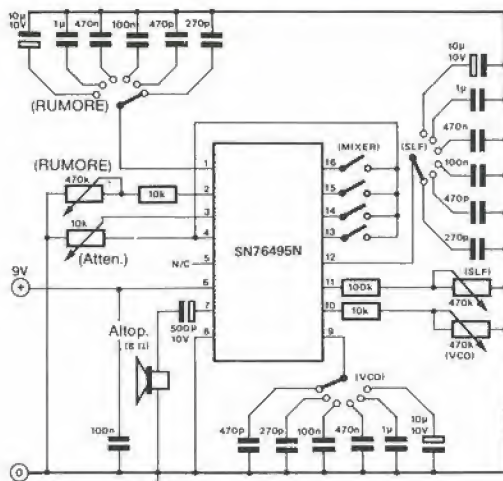 10µ
10V
1µ
470n
100n
470p
270p
(RUMORE)
10µ
10V
1µ
470n
100n
470p
270p
(SLF)
(RUMORE)
470k
10k
10k
(Atten.)
N/C
1
2
3
4
5
6
7
8
SN76495N
16
15
14
13
12
11
10
9
(MIXER)
100k
(SLF)
470k
10k
470k
(VCO)
9V
+
Altop.
(8 Ω)
500µ
10V
100n
(VCO)
470p
270p
100n
470n
1µ
10µ
10V
0